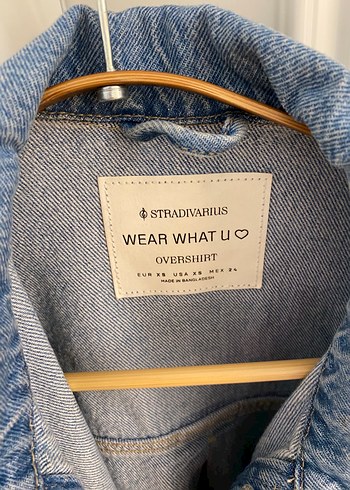 STRADIVARIUS
WEAR WHAT U ♡
OVERSHIRT
EUR XS USA XS MEX 24
MADE IN BANGLADESH